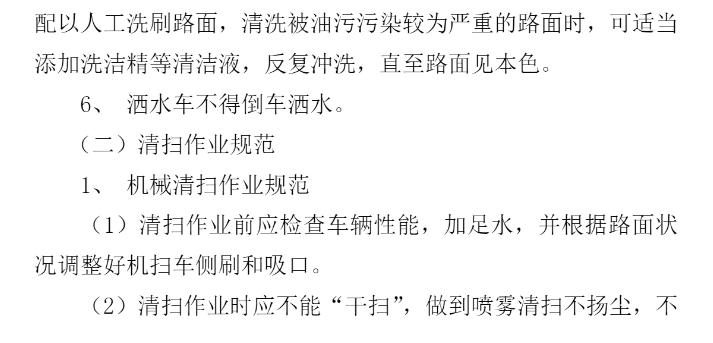 配以人工洗刷路面，清洗被油污污染较为严重的路面时，可适当
添加洗洁精等清洁液，反复冲洗，直至路面见本色。
6、 洒水车不得倒车洒水。
（二）清扫作业规范
1、 机械清扫作业规范
（1）清扫作业前应检查车辆性能，加足水，并根据路面状
况调整好机扫车侧刷和吸口。
（2）清扫作业时应不能“干扫”，做到喷雾清扫不扬尘，不